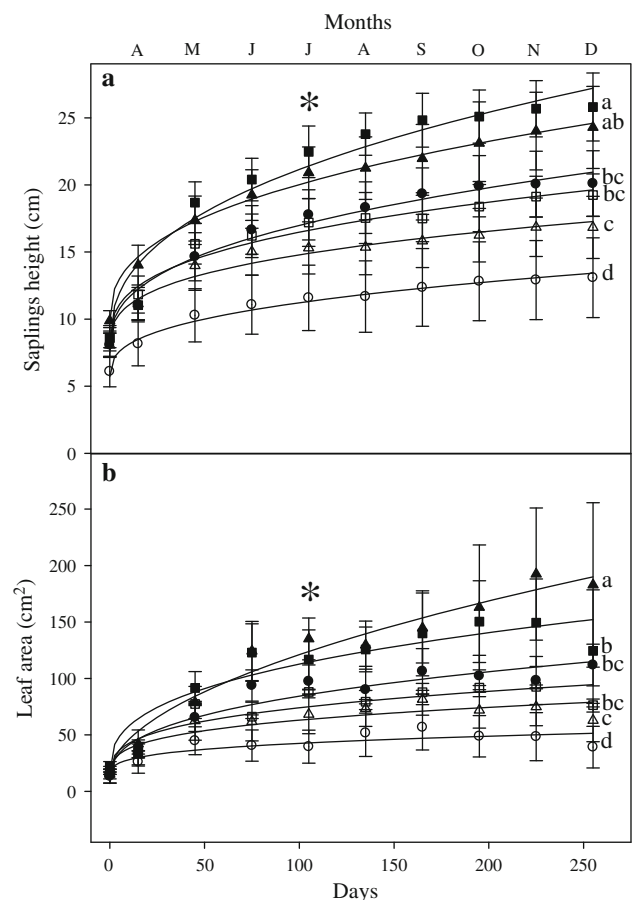 Months
A M J J A S O N D
a
*
25
20
15
10
5
0
Saplings height (cm)
a
ab
bc
bc
c
d
b
*
250
200
150
100
50
0
Leaf area (cm²)
a
b
bc
bc
c
d
0 50 100 150 200 250
Days